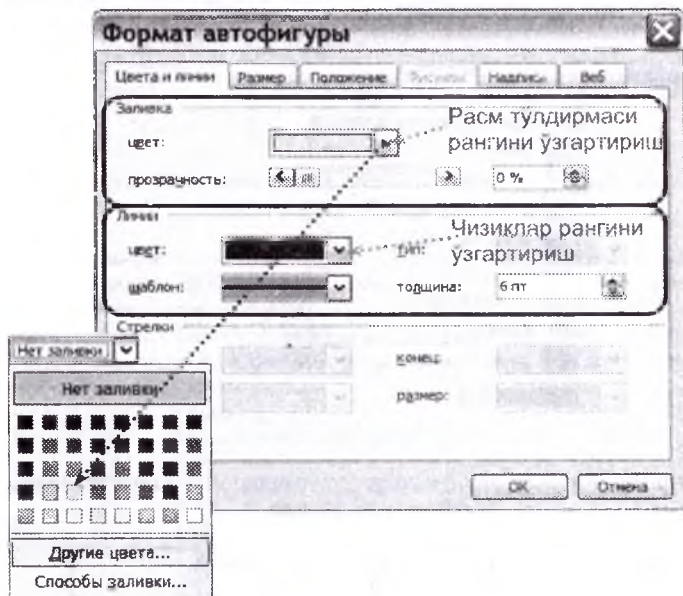 Формат автофигуры
Цвета и линии Размер Положение Рисунок Надпись Веб
Заливка
цвет:
прозрачность: 0 %
Расм тўлдирмаси
рангини ўзгартириш
Линии
цвет: тип:
шаблон: толщина: 6 пт
Чизиқлар рангини
ўзгартириш
Стрелки
конец:
размер:
OK Отмена
Нет заливки
Нет заливки
Другие цвета...
Способы заливки...